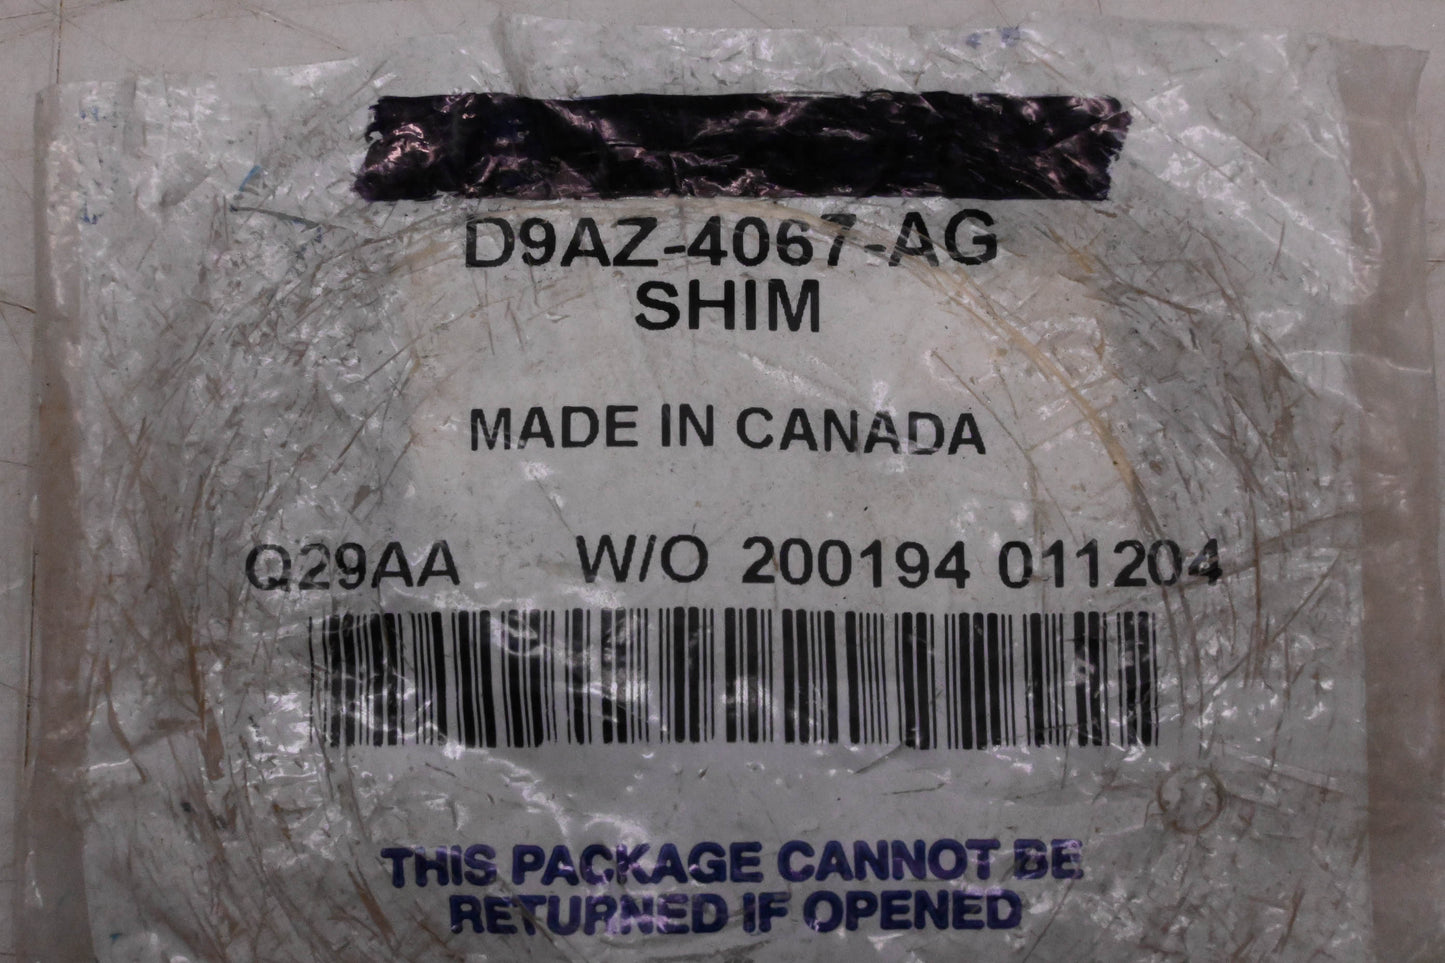 D9AZ-4067-AG
SHIM
MADE IN CANADA
Q29AA W/O 200194 011204
THIS PACKAGE CANNOT BE
RETURNED IF OPENED